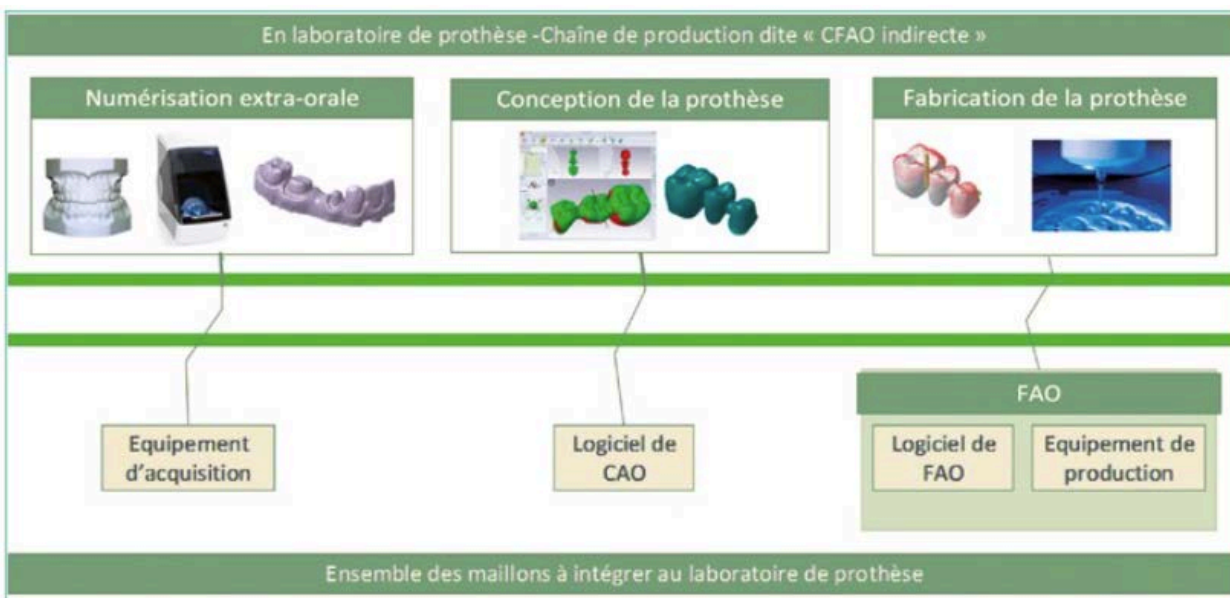 En laboratoire de prothèse -Chaîne de production dite « CFAO indirecte »
Numérisation extra-orale
Conception de la prothèse
Fabrication de la prothèse
Equipement
d'acquisition
Logiciel de
CAO
FAO
Logiciel de
FAO
Equipement de
production
Ensemble des maillons à intégrer au laboratoire de prothèse